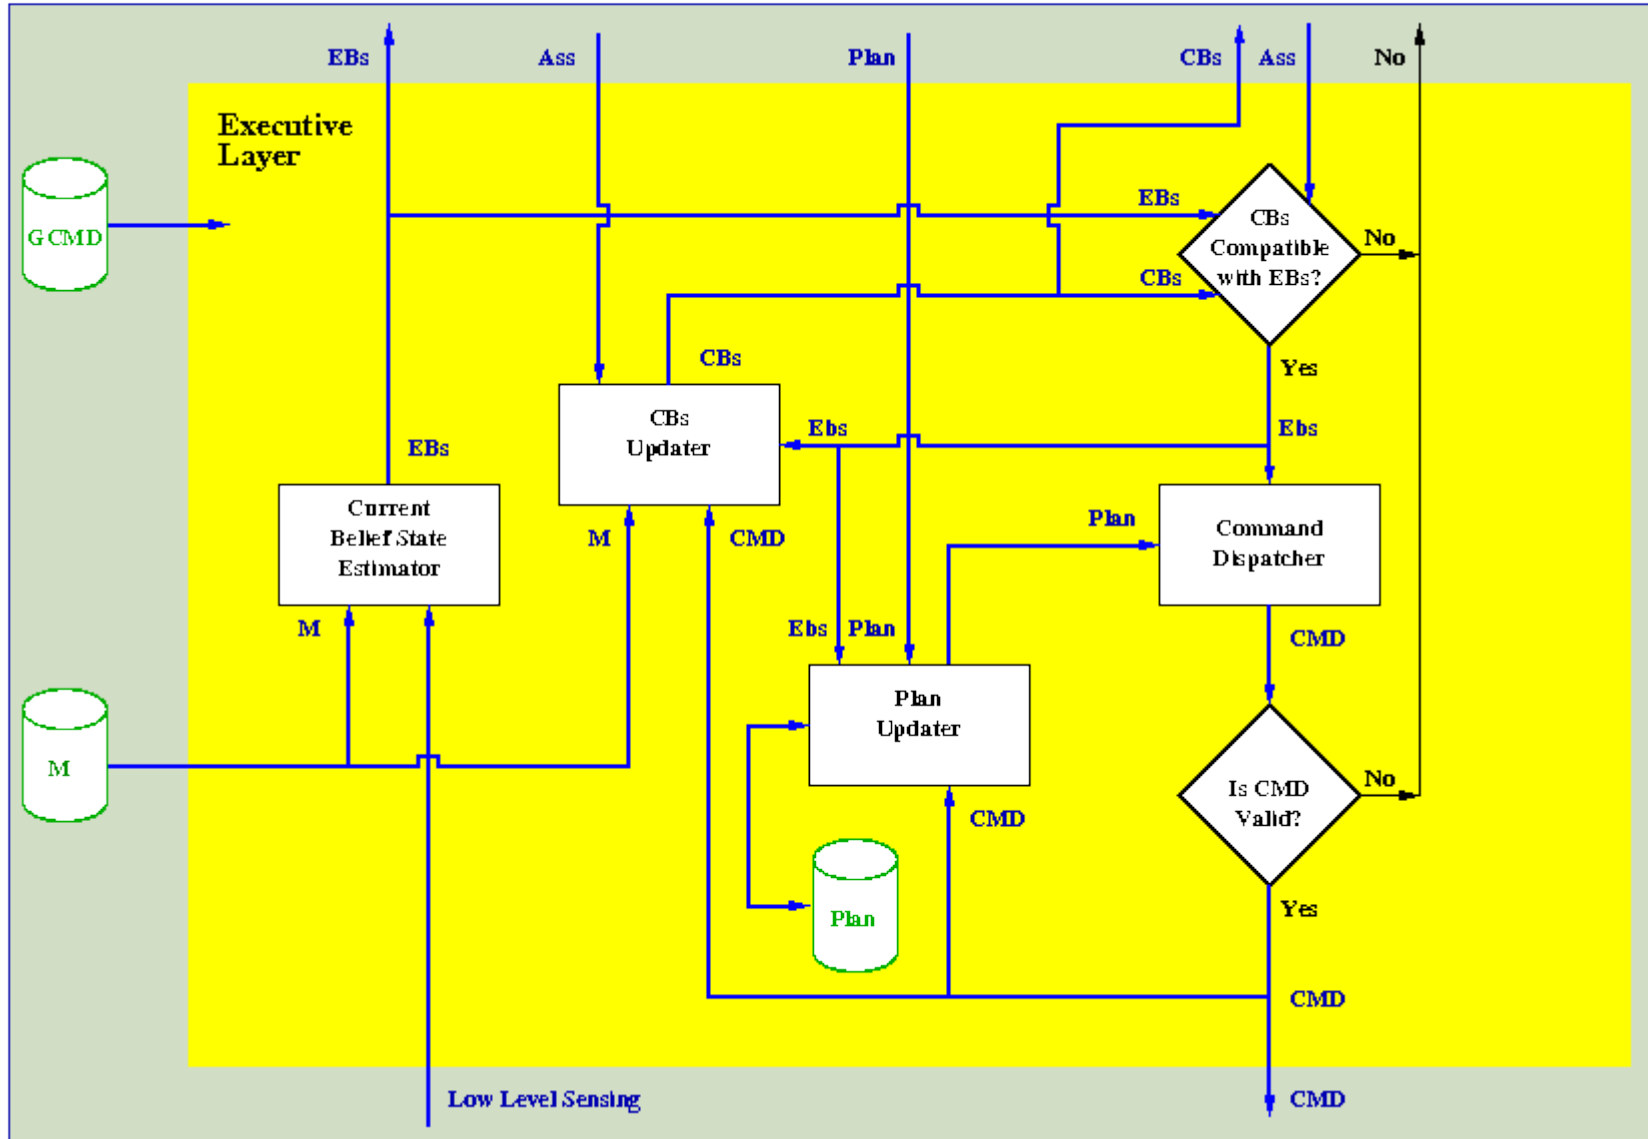 EBs
Ass
Plan
CBs
Ass
No
Executive
Layer
EBs
CBs
Compatible
with EBs?
No
GCMD
CBs
CBs
Yes
CBs
Updater
Ebs
Ebs
EBs
Current
Belief State
Estimator
M
CMD
Plan
Command
Dispatcher
M
Ebs
Plan
CMD
Plan
Updater
M
No
Is CMD
Valid?
CMD
Plan
Yes
CMD
Low Level Sensing
CMD